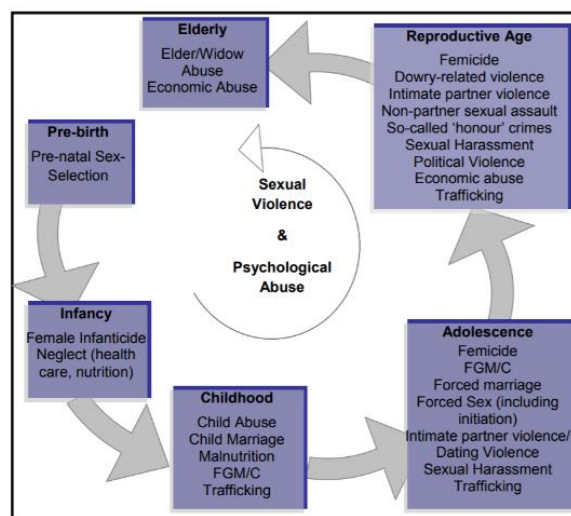 Elderly
Elder/Widow
Abuse
Economic Abuse
Reproductive Age
Femicide
Dowry-related violence
Intimate partner violence
Non-partner sexual assault
So-called ‘honour’ crimes
Sexual Harassment
Political Violence
Economic abuse
Trafficking
Pre-birth
Pre-natal Sex-
Selection
Sexual
Violence
&
Psychological
Abuse
Infancy
Female Infanticide
Neglect (health
care, nutrition)
Childhood
Child Abuse
Child Marriage
Malnutrition
FGM/C
Trafficking
Adolescence
Femicide
FGM/C
Forced marriage
Forced Sex (including
initiation)
Intimate partner violence/
Dating Violence
Sexual Harassment
Trafficking